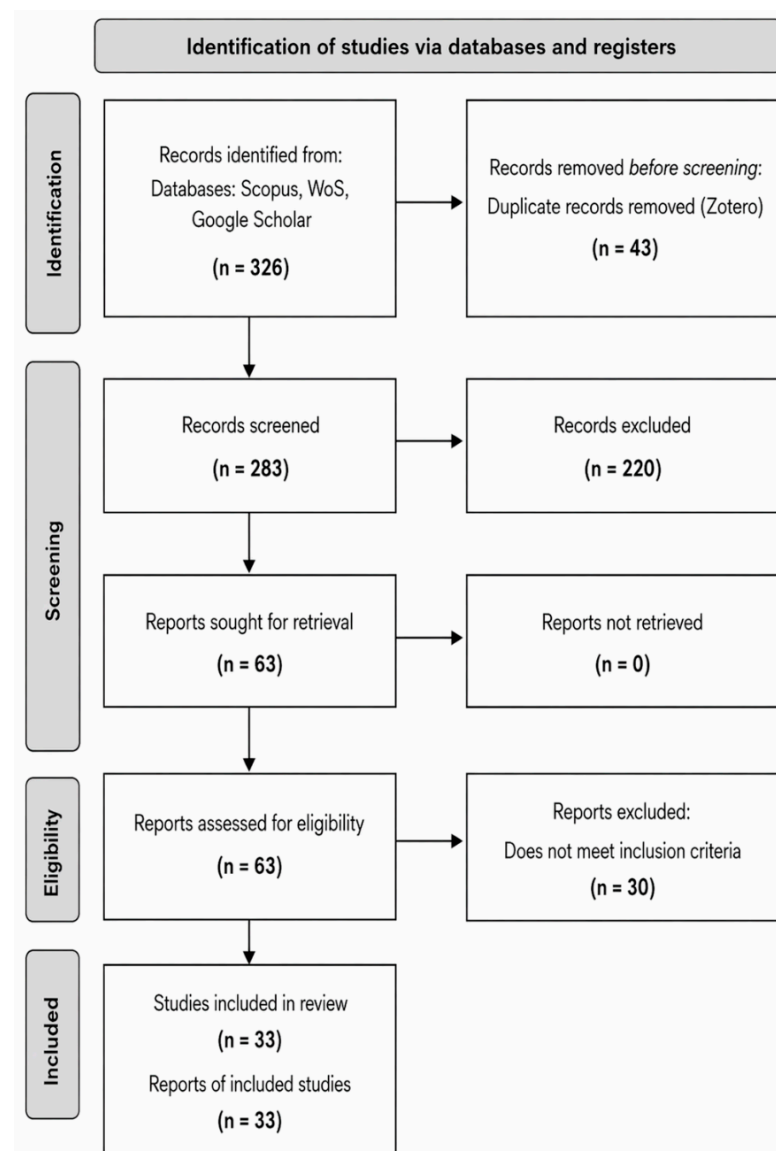 Identification of studies via databases and registers
Identification
Records identified from:
Databases: Scopus, WoS,
Google Scholar
(n = 326)
Records removed before screening:
Duplicate records removed (Zotero)
(n = 43)
Screening
Records screened
(n = 283)
Records excluded
(n = 220)
Reports sought for retrieval
(n = 63)
Reports not retrieved
(n = 0)
Eligibility
Reports assessed for eligibility
(n = 63)
Reports excluded:
Does not meet inclusion criteria
(n = 30)
Included
Studies included in review
(n = 33)
Reports of included studies
(n = 33)